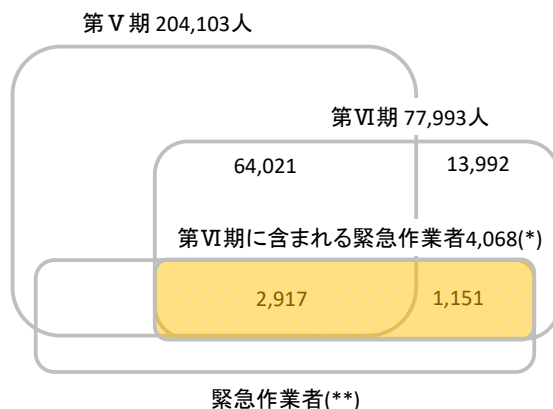 第Ⅴ期 204,103人
第Ⅵ期 77,993人
64,021 13,992
第Ⅵ期に含まれる緊急作業者4,068(*)
2,917 1,151
緊急作業者(**)